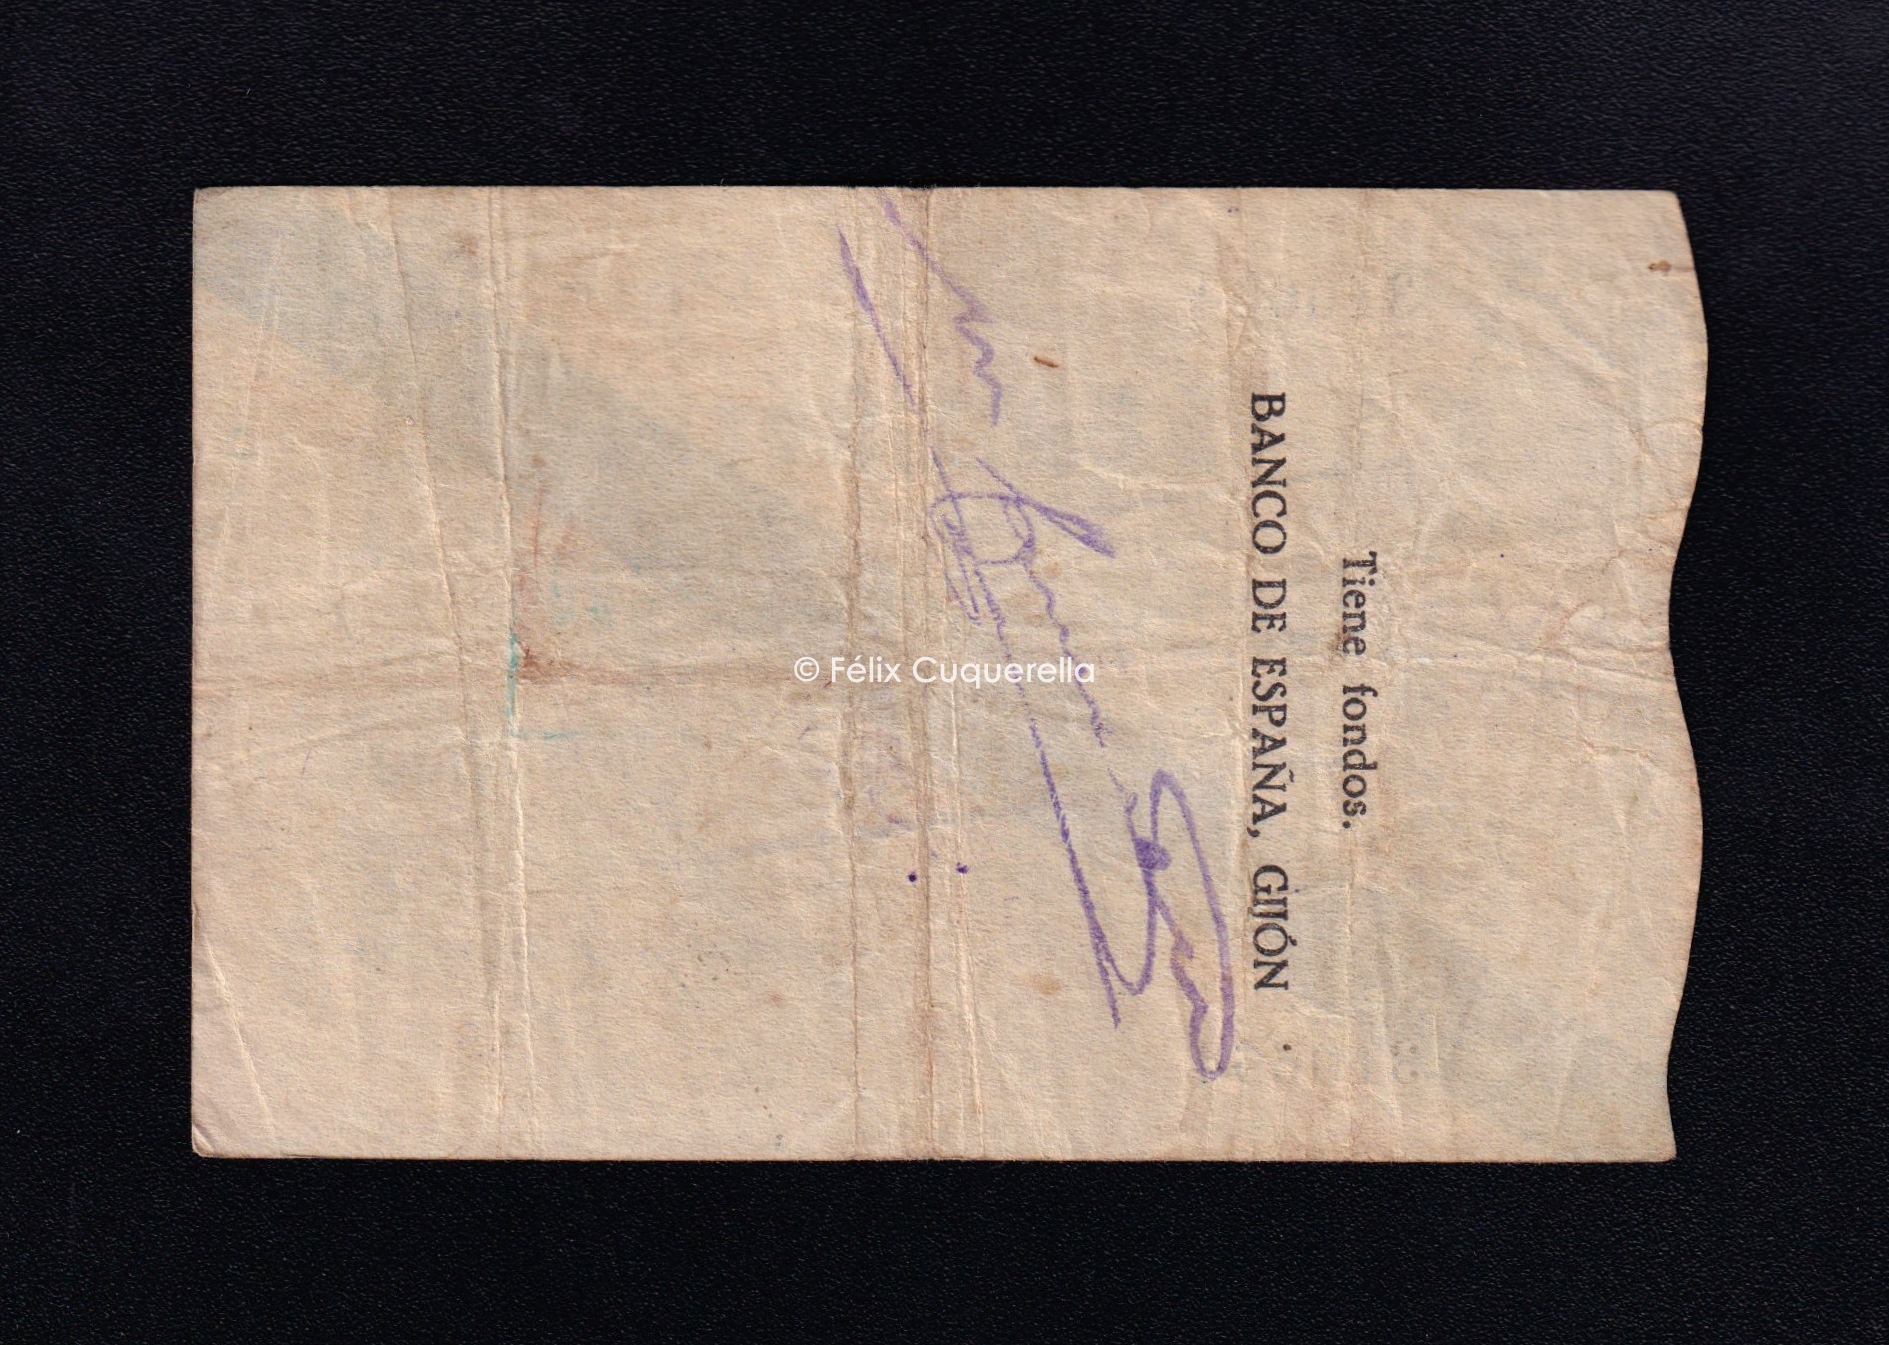 Tiene fondos.
BANCO DE ESPAÑA, GIJÓN
© Félix Cuquerella